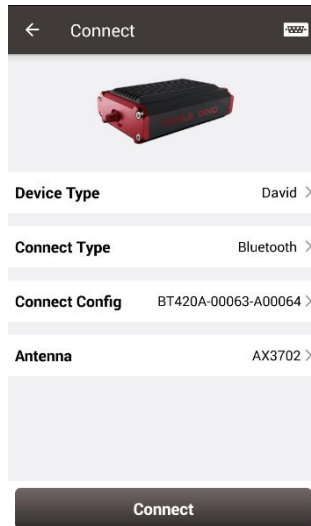 Connect
Device Type David
Connect Type Bluetooth
Connect Config BT420A-00063-A00064
Antenna AX3702
Connect